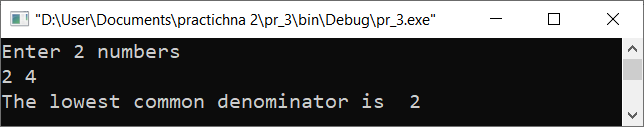 "D:\User\Documents\practichna 2\pr_3\bin\Debug\pr_3.exe"
Enter 2 numbers
2 4
The lowest common denominator is  2